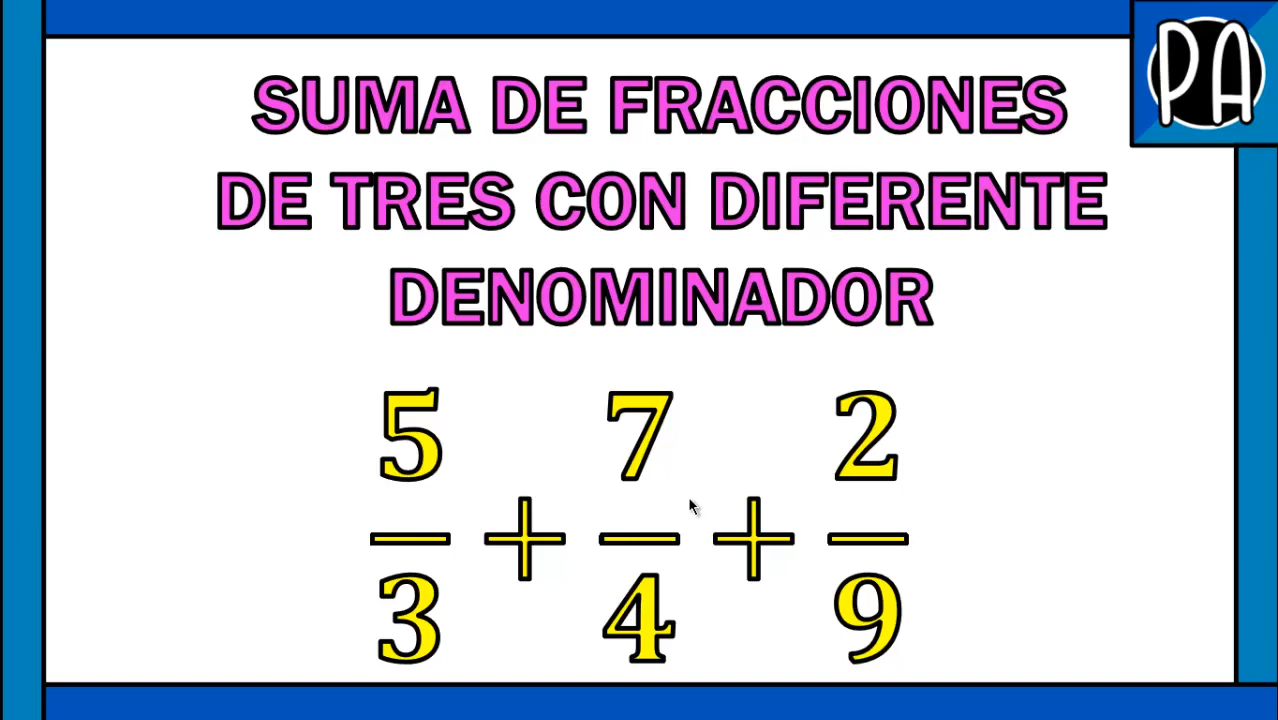 PA
SUMA DE FRACCIONES
DE TRES CON DIFERENTE
DENOMINADOR
5/3 + 7/4 + 2/9